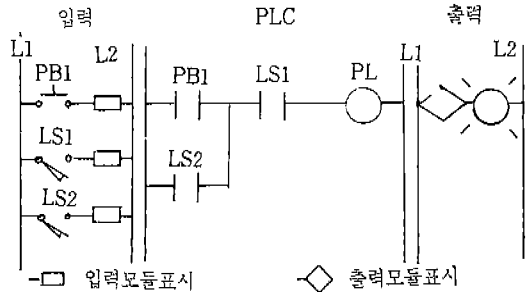 입력 PLC 출력
L1 L2 L1 L2
PB1 PB1 LS1 PL
LS1
LS2 LS2
입력모듈표시 출력모듈표시